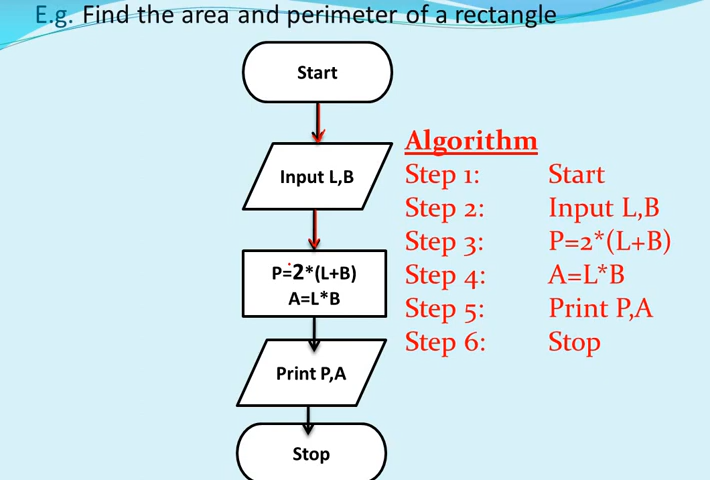 E.g. Find the area and perimeter of a rectangle
Start
Input L,B
P=2*(L+B)
A=L*B
Print P,A
Stop
Algorithm
Step 1: Start
Step 2: Input L,B
Step 3: P=2*(L+B)
Step 4: A=L*B
Step 5: Print P,A
Step 6: Stop